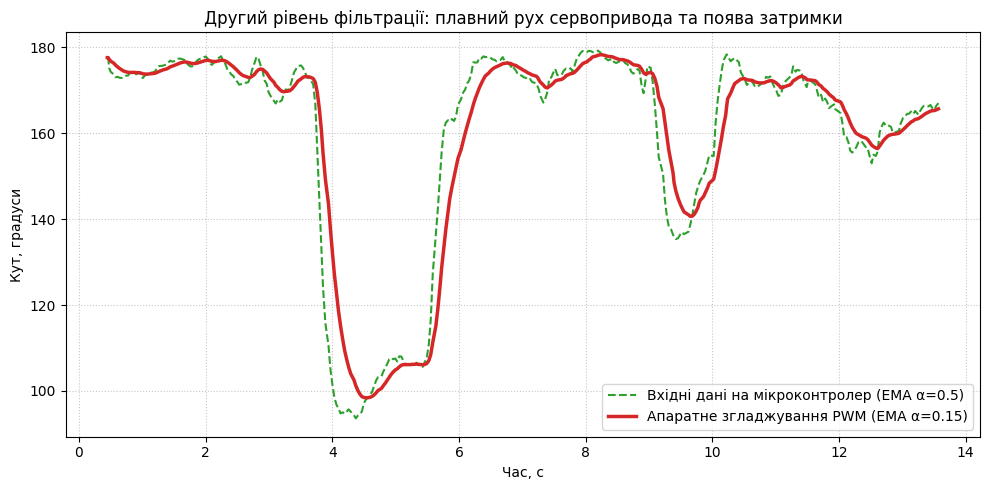 Другий рівень фільтрації: плавний рух сервопривода та поява затримки
180
160
140
120
100
Кут, градуси
0 2 4 6 8 10 12 14
Час, с
Вхідні дані на мікроконтролер (EMA α=0.5)
Апаратне згладжування PWM (EMA α=0.15)